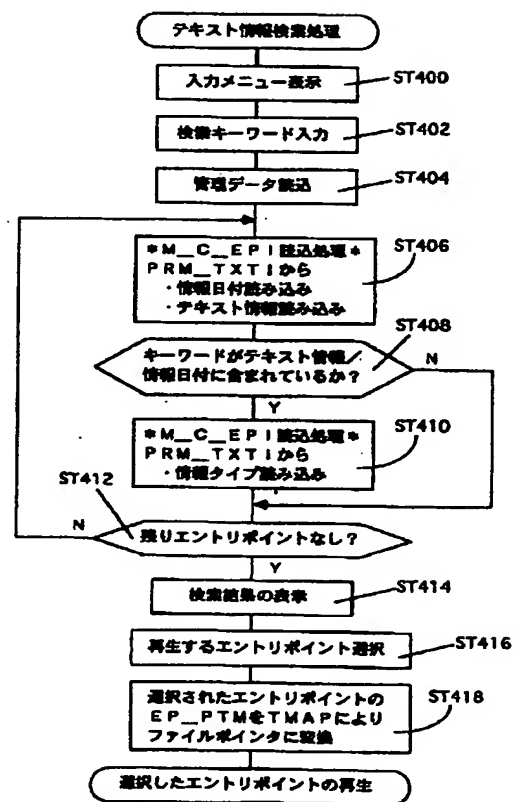 テキスト情報検索処理
入力メニュー表示
ST400
検索キーワード入力
ST402
管理データ読込
ST404
*M__C__EPI読込処理*
PRM__TXTIから
・情報日付読み込み
・テキスト情報読み込み
ST406
キーワードがテキスト情報/
情報日付に含まれているか?
ST408
N
Y
*M__C__EPI読込処理*
PRM__TXTIから
・情報タイプ読み込み
ST410
ST412
N
残りエントリポイントなし?
Y
検索結果の表示
ST414
再生するエントリポイント選択
ST416
選択されたエントリポイントの
EP__PTMをTMAPにより
ファイルポインタに変換
ST418
選択したエントリポイントの再生